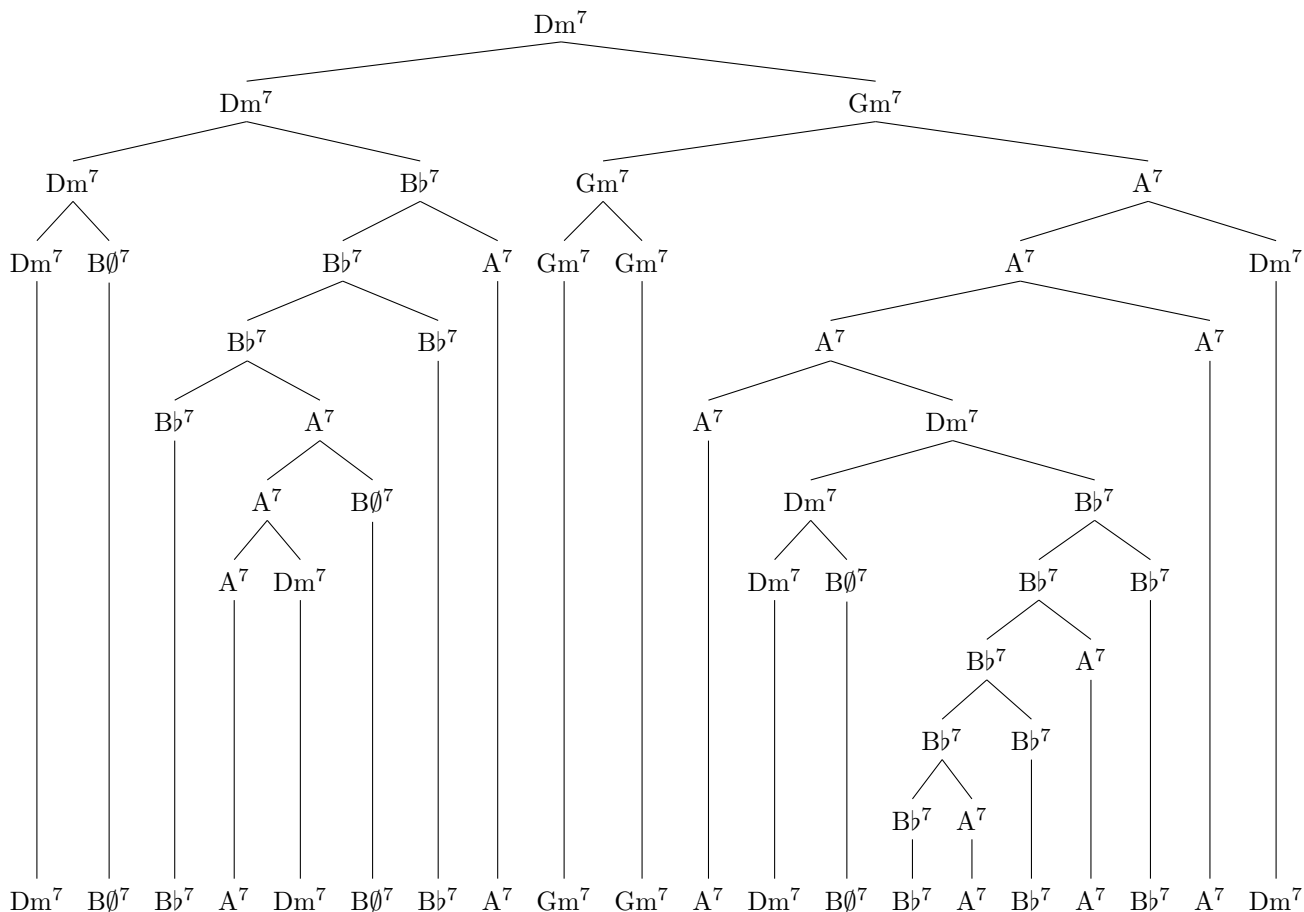 Dm⁷
Dm⁷ Gm⁷
Dm⁷ B♭⁷ Gm⁷ A⁷
Dm⁷ B∅⁷ B♭⁷ A⁷ Gm⁷ Gm⁷ A⁷ Dm⁷
B♭⁷ B♭⁷ A⁷ A⁷
B♭⁷ A⁷ A⁷ Dm⁷
A⁷ B∅⁷ Dm⁷ B♭⁷
A⁷ Dm⁷ Dm⁷ B∅⁷ B♭⁷ B♭⁷
B♭⁷ A⁷
B♭⁷ B♭⁷
B♭⁷ A⁷
Dm⁷ B∅⁷ B♭⁷ A⁷ Dm⁷ B∅⁷ B♭⁷ A⁷ Gm⁷ Gm⁷ A⁷ Dm⁷ B∅⁷ B♭⁷ A⁷ B♭⁷ A⁷ B♭⁷ A⁷ Dm⁷